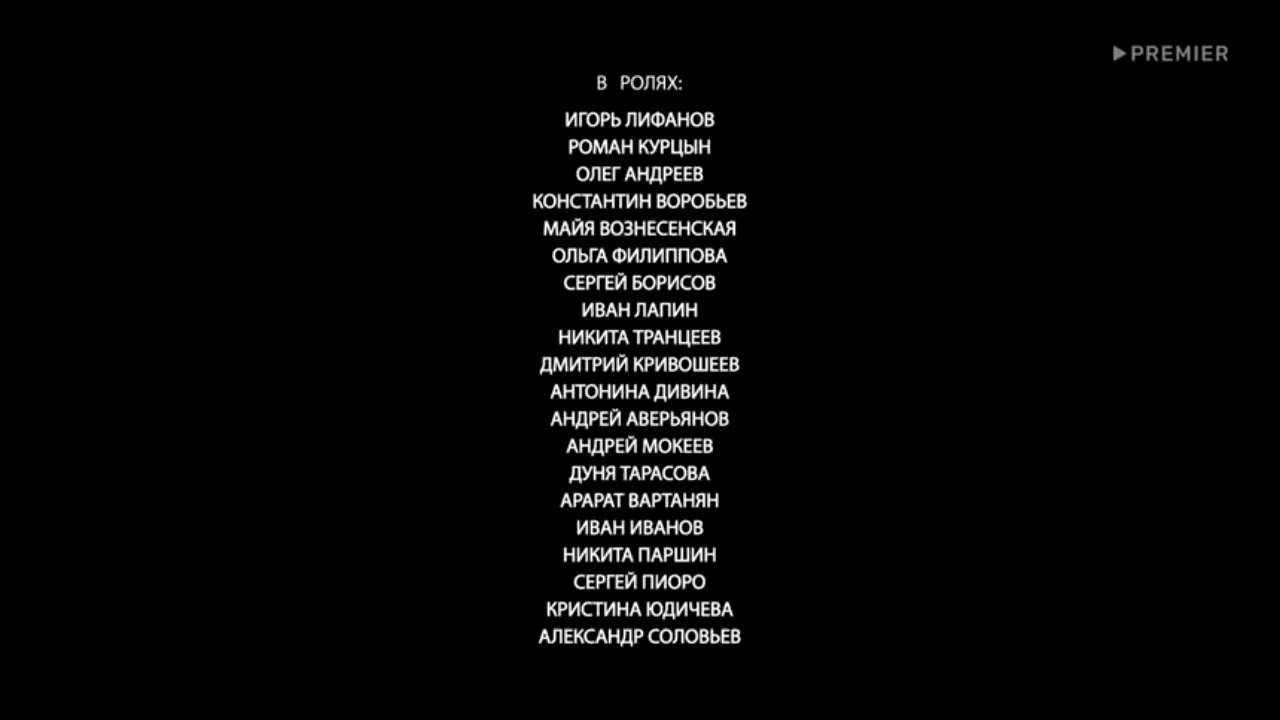 PREMIER
В РОЛЯХ:
ИГОРЬ ЛИФАНОВ
РОМАН КУРЦЫН
ОЛЕГ АНДРЕЕВ
КОНСТАНТИН ВОРОБЬЕВ
МАЙЯ ВОЗНЕСЕНСКАЯ
ОЛЬГА ФИЛИППОВА
СЕРГЕЙ БОРИСОВ
ИВАН ЛАПИН
НИКИТА ТРАНЦЕЕВ
ДМИТРИЙ КРИВОШЕЕВ
АНТОНИНА ДИВИНА
АНДРЕЙ АВЕРЬЯНОВ
АНДРЕЙ МОКЕЕВ
ДУНЯ ТАРАСОВА
АРАРАТ ВАРТАНЯН
ИВАН ИВАНОВ
НИКИТА ПАРШИН
СЕРГЕЙ ПИОРО
КРИСТИНА ЮДИЧЕВА
АЛЕКСАНДР СОЛОВЬЕВ